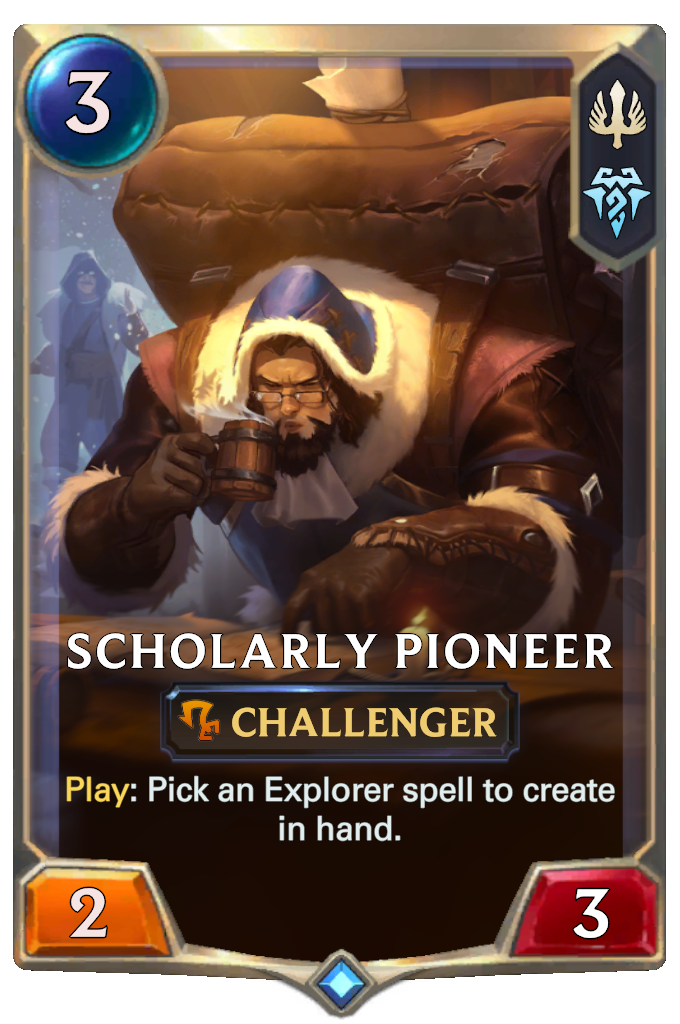 3
SCHOLARLY PIONEER
CHALLENGER
Play: Pick an Explorer spell to create
in hand.
2
3